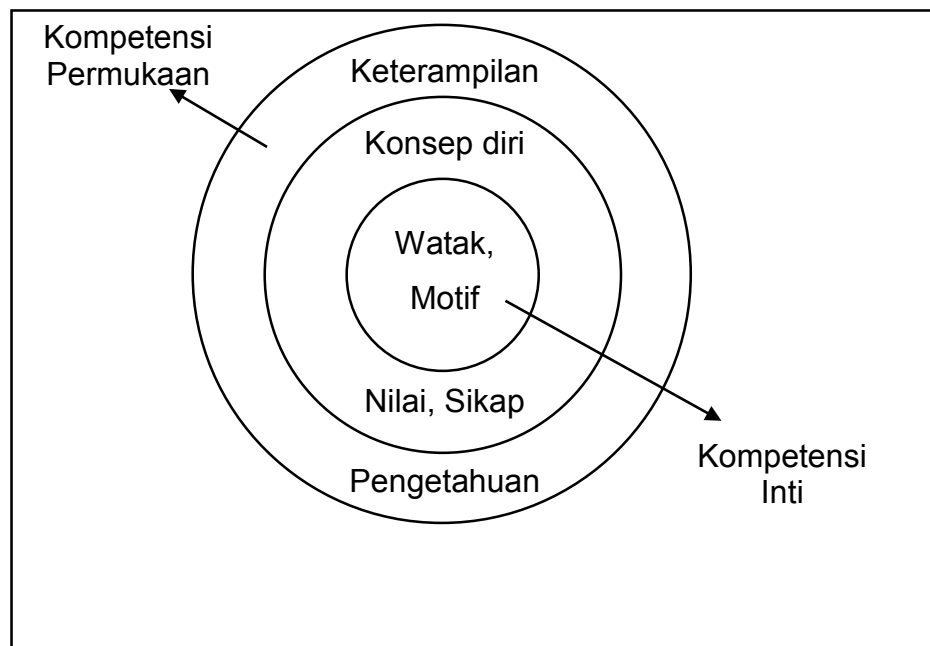 Kompetensi
Permukaan
Keterampilan
Konsep diri
Watak,
Motif
Nilai, Sikap
Pengetahuan
Kompetensi
Inti